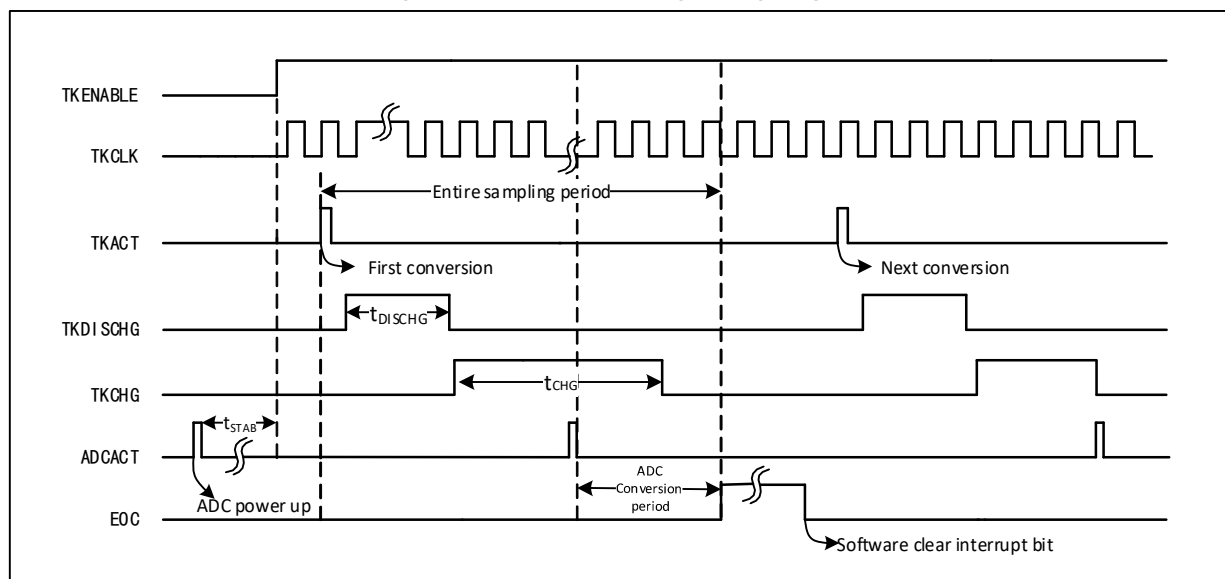 TKENABLE
TKCLK
Entire sampling period
TKACT
First conversion
Next conversion
tDISCHG
TKDISCHG
tCHG
TKCHG
tSTAB
ADCACT
ADC
Conversion
period
ADC power up
EOC
Software clear interrupt bit